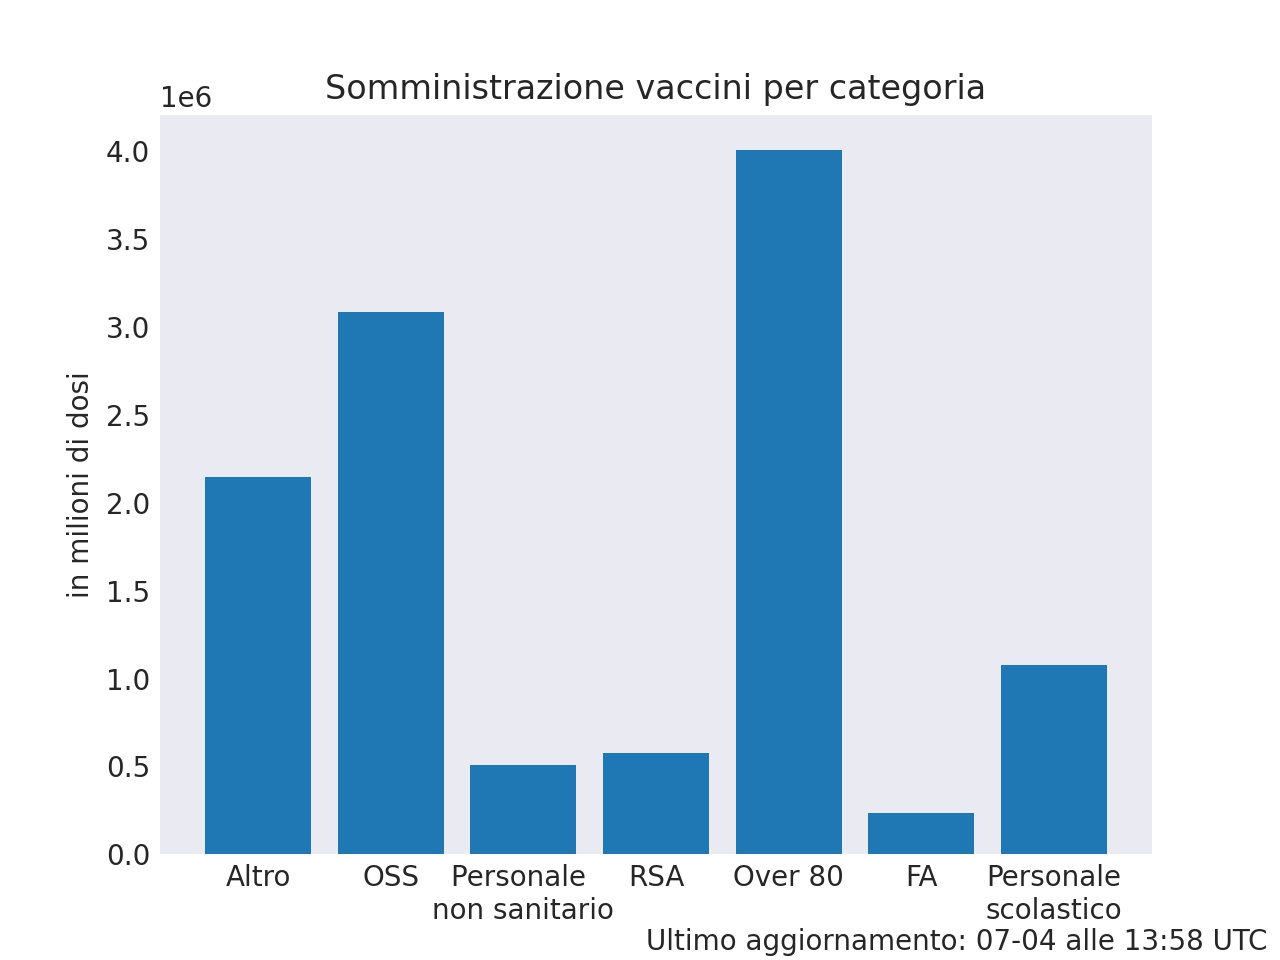 Somministrazione vaccini per categoria
1e6
4.0
3.5
3.0
2.5
2.0
1.5
1.0
0.5
0.0
in milioni di dosi
Altro
OSS
Personale
non sanitario
RSA
Over 80
FA
Personale
scolastico
Ultimo aggiornamento: 07-04 alle 13:58 UTC